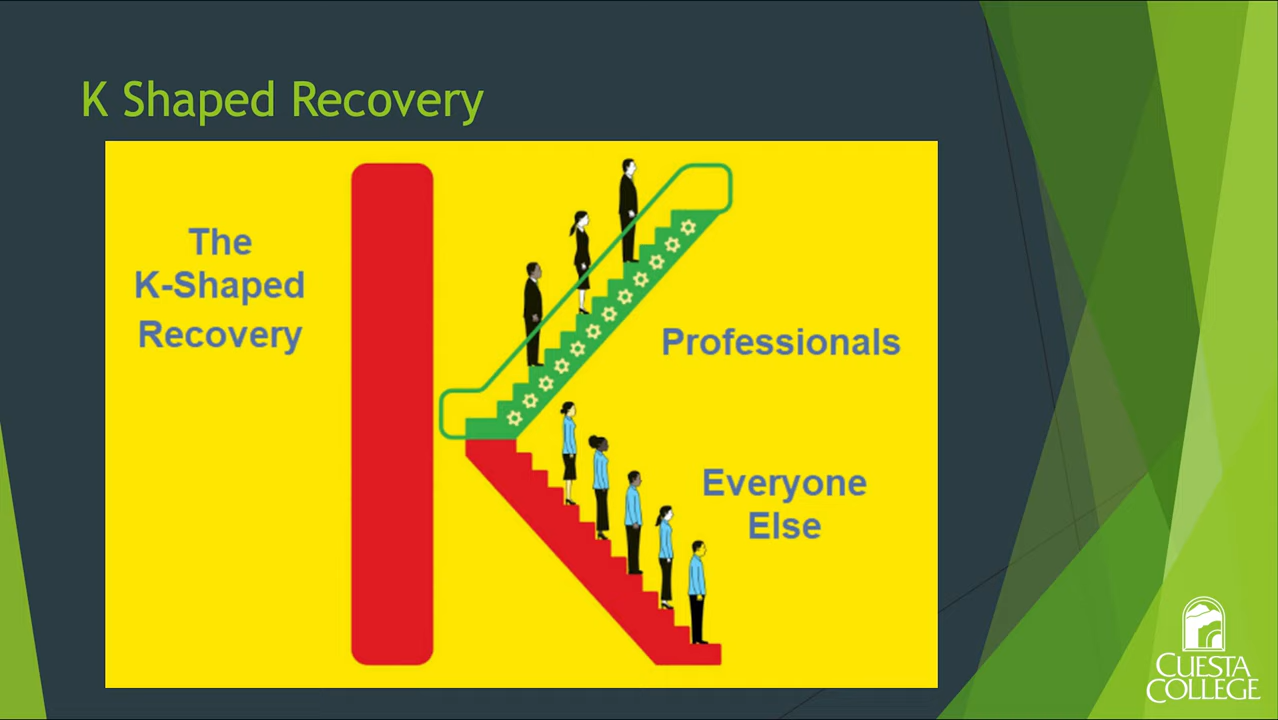 K Shaped Recovery
The
K-Shaped
Recovery
Professionals
Everyone
Else
CUESTA
COLLEGE